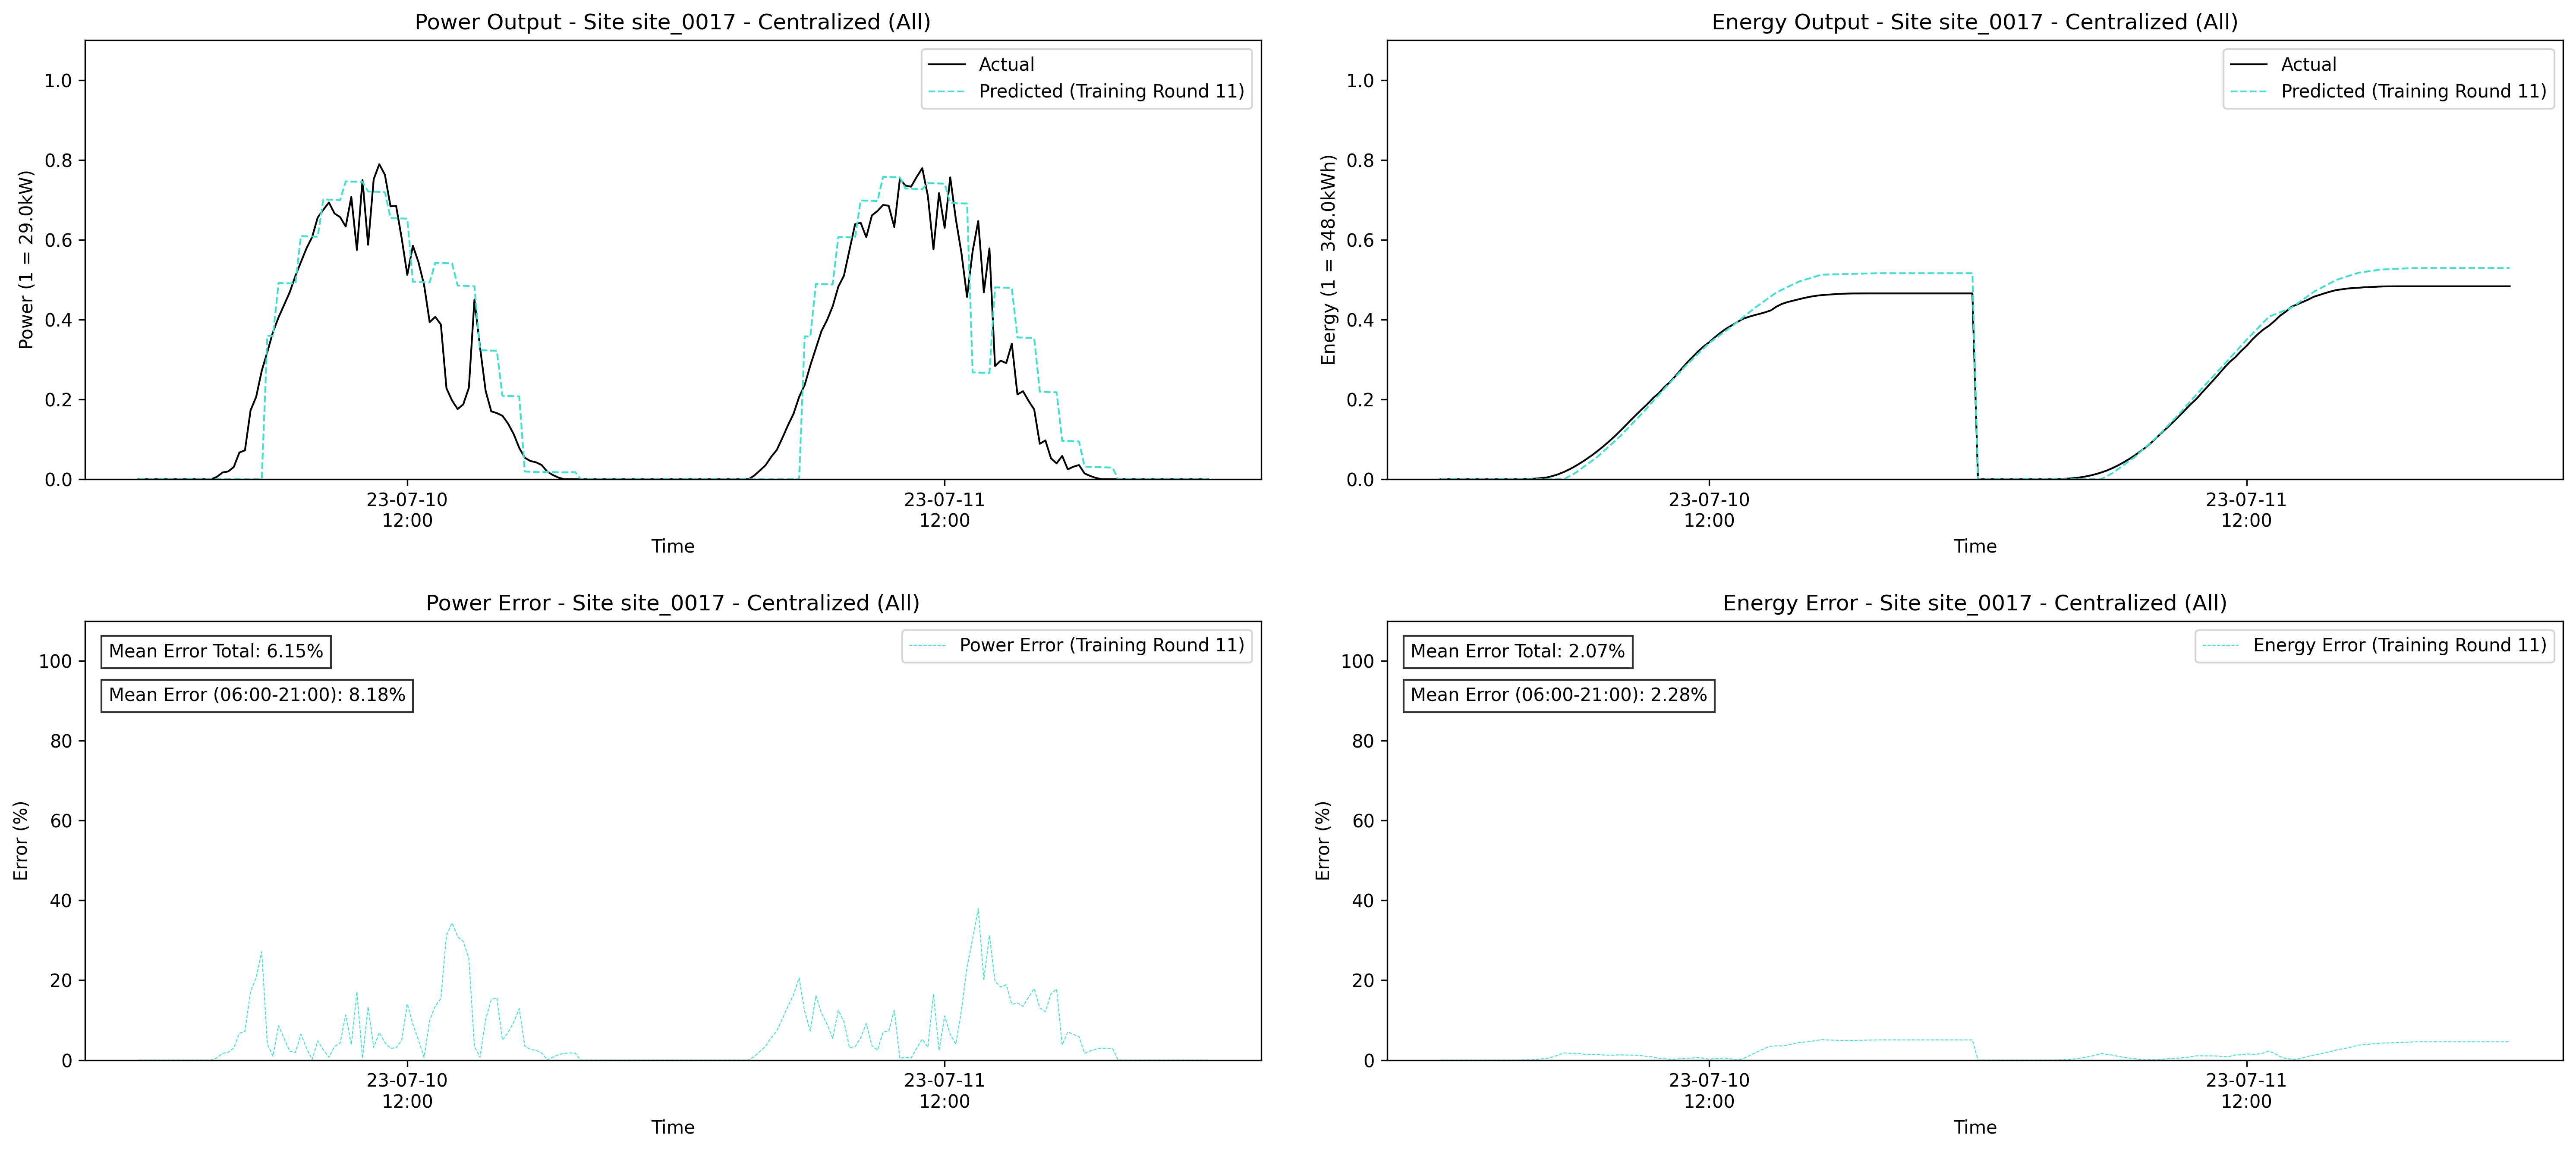 Power Output - Site site_0017 - Centralized (All)
Actual
Predicted (Training Round 11)
1.0
0.8
0.6
0.4
0.2
0.0
Power (1 = 29.0kW)
23-07-10
12:00
23-07-11
12:00
Time
Energy Output - Site site_0017 - Centralized (All)
Actual
Predicted (Training Round 11)
1.0
0.8
0.6
0.4
0.2
0.0
Energy (1 = 348.0kWh)
23-07-10
12:00
23-07-11
12:00
Time
Power Error - Site site_0017 - Centralized (All)
Mean Error Total: 6.15%
Mean Error (06:00-21:00): 8.18%
Power Error (Training Round 11)
100
80
60
40
20
0
Error (%)
23-07-10
12:00
23-07-11
12:00
Time
Energy Error - Site site_0017 - Centralized (All)
Mean Error Total: 2.07%
Mean Error (06:00-21:00): 2.28%
Energy Error (Training Round 11)
100
80
60
40
20
0
Error (%)
23-07-10
12:00
23-07-11
12:00
Time